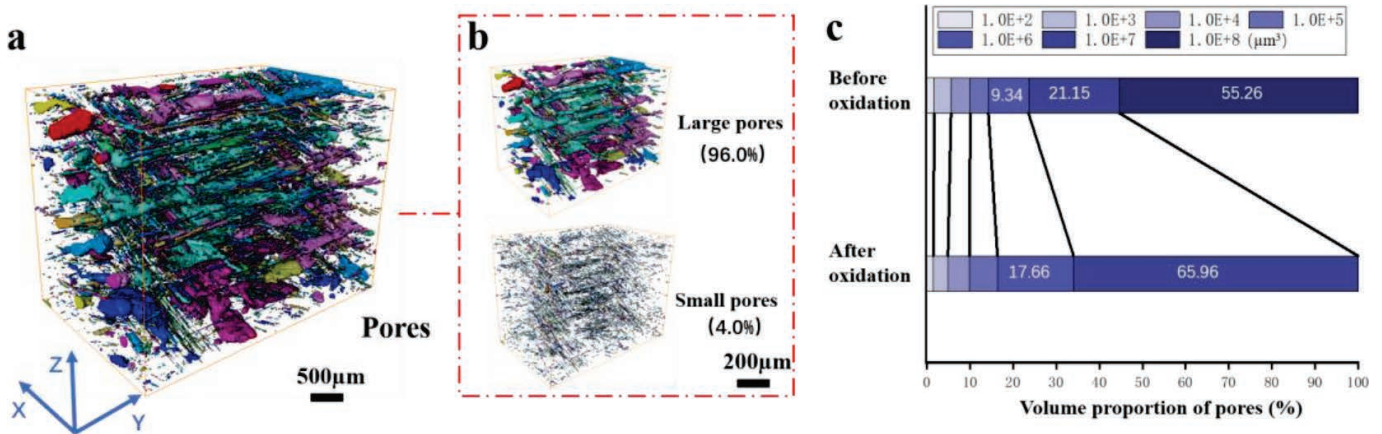 a
Pores
500μm
Z
X
Y
b
Large pores
(96.0%)
Small pores
(4.0%)
200μm
c
1.0E+2 1.0E+3 1.0E+4 1.0E+5
1.0E+6 1.0E+7 1.0E+8 (μm³)
Before
oxidation
9.34 21.15 55.26
After
oxidation
17.66 65.96
0 10 20 30 40 50 60 70 80 90 100
Volume proportion of pores (%)